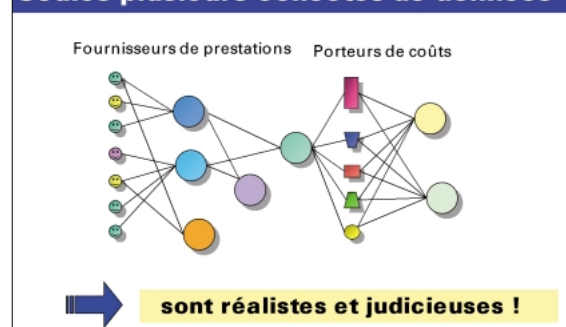 Fournisseurs de prestations
Porteurs de coûts
sont réalistes et judicieuses !